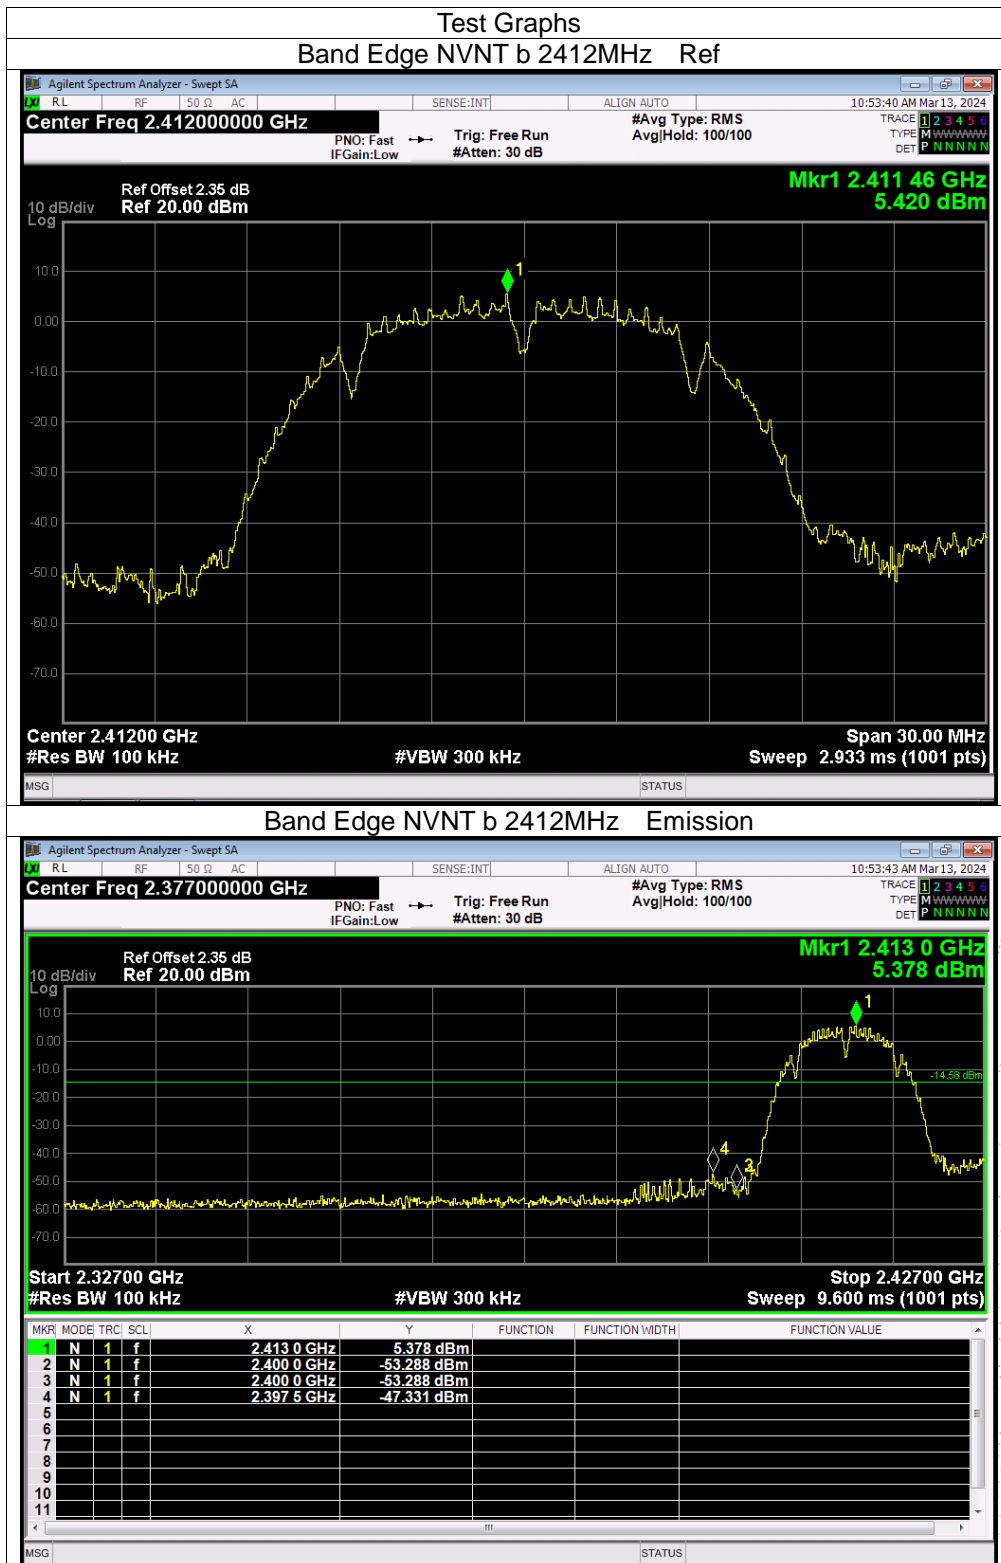 Test Graphs
Band Edge NVNT b 2412MHz    Ref
Agilent Spectrum Analyzer - Swept SA
LXI RL RF 50 Ω AC SENSE:INT ALIGN AUTO 10:53:40 AM Mar 13, 2024
Center Freq 2.412000000 GHz #Avg Type: RMS TRACE 1 2 3 4 5 6
PNO: Fast Trig: Free Run Avg|Hold: 100/100 TYPE M WWWWW
IFGain:Low #Atten: 30 dB DET P N N N N N
Mkr1 2.411 46 GHz
Ref Offset 2.35 dB
10 dB/div Ref 20.00 dBm 5.420 dBm
Log
1
10.0
0.00
-10.0
-20.0
-30.0
-40.0
-50.0
-60.0
-70.0
Center 2.41200 GHz Span 30.00 MHz
#Res BW 100 kHz #VBW 300 kHz Sweep 2.933 ms (1001 pts)
MSG STATUS
Band Edge NVNT b 2412MHz    Emission
Agilent Spectrum Analyzer - Swept SA
LXI RL RF 50 Ω AC SENSE:INT ALIGN AUTO 10:53:43 AM Mar 13, 2024
Center Freq 2.377000000 GHz #Avg Type: RMS TRACE 1 2 3 4 5 6
PNO: Fast Trig: Free Run Avg|Hold: 100/100 TYPE M WWWWW
IFGain:Low #Atten: 30 dB DET P N N N N N
Mkr1 2.413 0 GHz
Ref Offset 2.35 dB
10 dB/div Ref 20.00 dBm 5.378 dBm
Log
1
10.0
0.00
-10.0
-14.58 dBm
-20.0
-30.0
-40.0
4
3
-50.0
-60.0
-70.0
Start 2.32700 GHz Stop 2.42700 GHz
#Res BW 100 kHz #VBW 300 kHz Sweep 9.600 ms (1001 pts)
MKR MODE TRC SCL X Y FUNCTION FUNCTION WIDTH FUNCTION VALUE
1 N 1 f 2.413 0 GHz 5.378 dBm
2 N 1 f 2.400 0 GHz -53.288 dBm
3 N 1 f 2.400 0 GHz -53.288 dBm
4 N 1 f 2.397 5 GHz -47.331 dBm
5
6
7
8
9
10
11
MSG STATUS